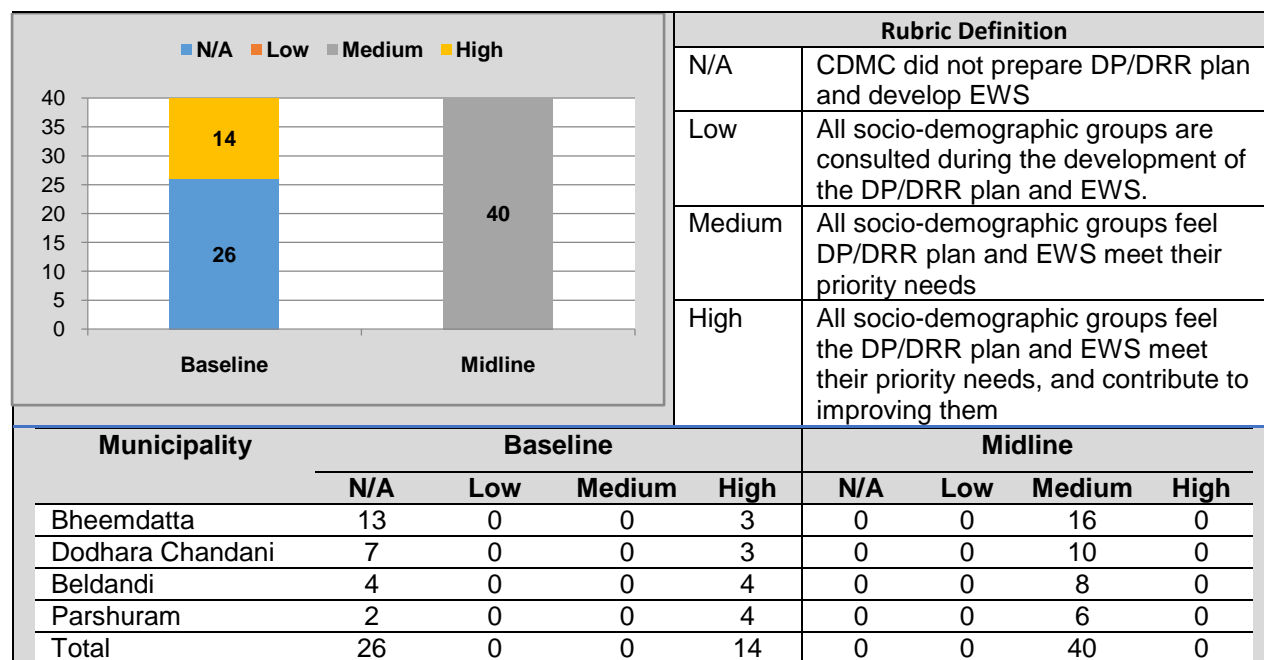 N/A Low Medium High
40
35
30
25
20
15
10
5
0
14
26
40
Baseline Midline
Rubric Definition
N/A CDMC did not prepare DP/DRR plan
and develop EWS
Low All socio-demographic groups are
consulted during the development of
the DP/DRR plan and EWS.
Medium All socio-demographic groups feel
DP/DRR plan and EWS meet their
priority needs
High All socio-demographic groups feel
the DP/DRR plan and EWS meet
their priority needs, and contribute to
improving them
Municipality Baseline Midline
N/A Low Medium High N/A Low Medium High
Bheemdatta 13 0 0 3 0 0 16 0
Dodhara Chandani 7 0 0 3 0 0 10 0
Beldandi 4 0 0 4 0 0 8 0
Parshuram 2 0 0 4 0 0 6 0
Total 26 0 0 14 0 0 40 0